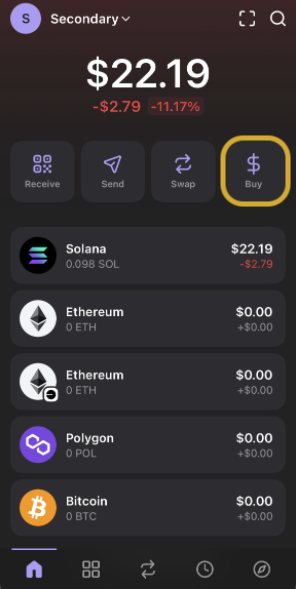 S Secondary
$22.19
-$2.79 -11.17%
Receive Send Swap Buy
Solana $22.19
0.098 SOL -$2.79
Ethereum $0.00
0 ETH +$0.00
Ethereum $0.00
0 ETH +$0.00
Polygon $0.00
0 POL +$0.00
Bitcoin $0.00
0 BTC +$0.00